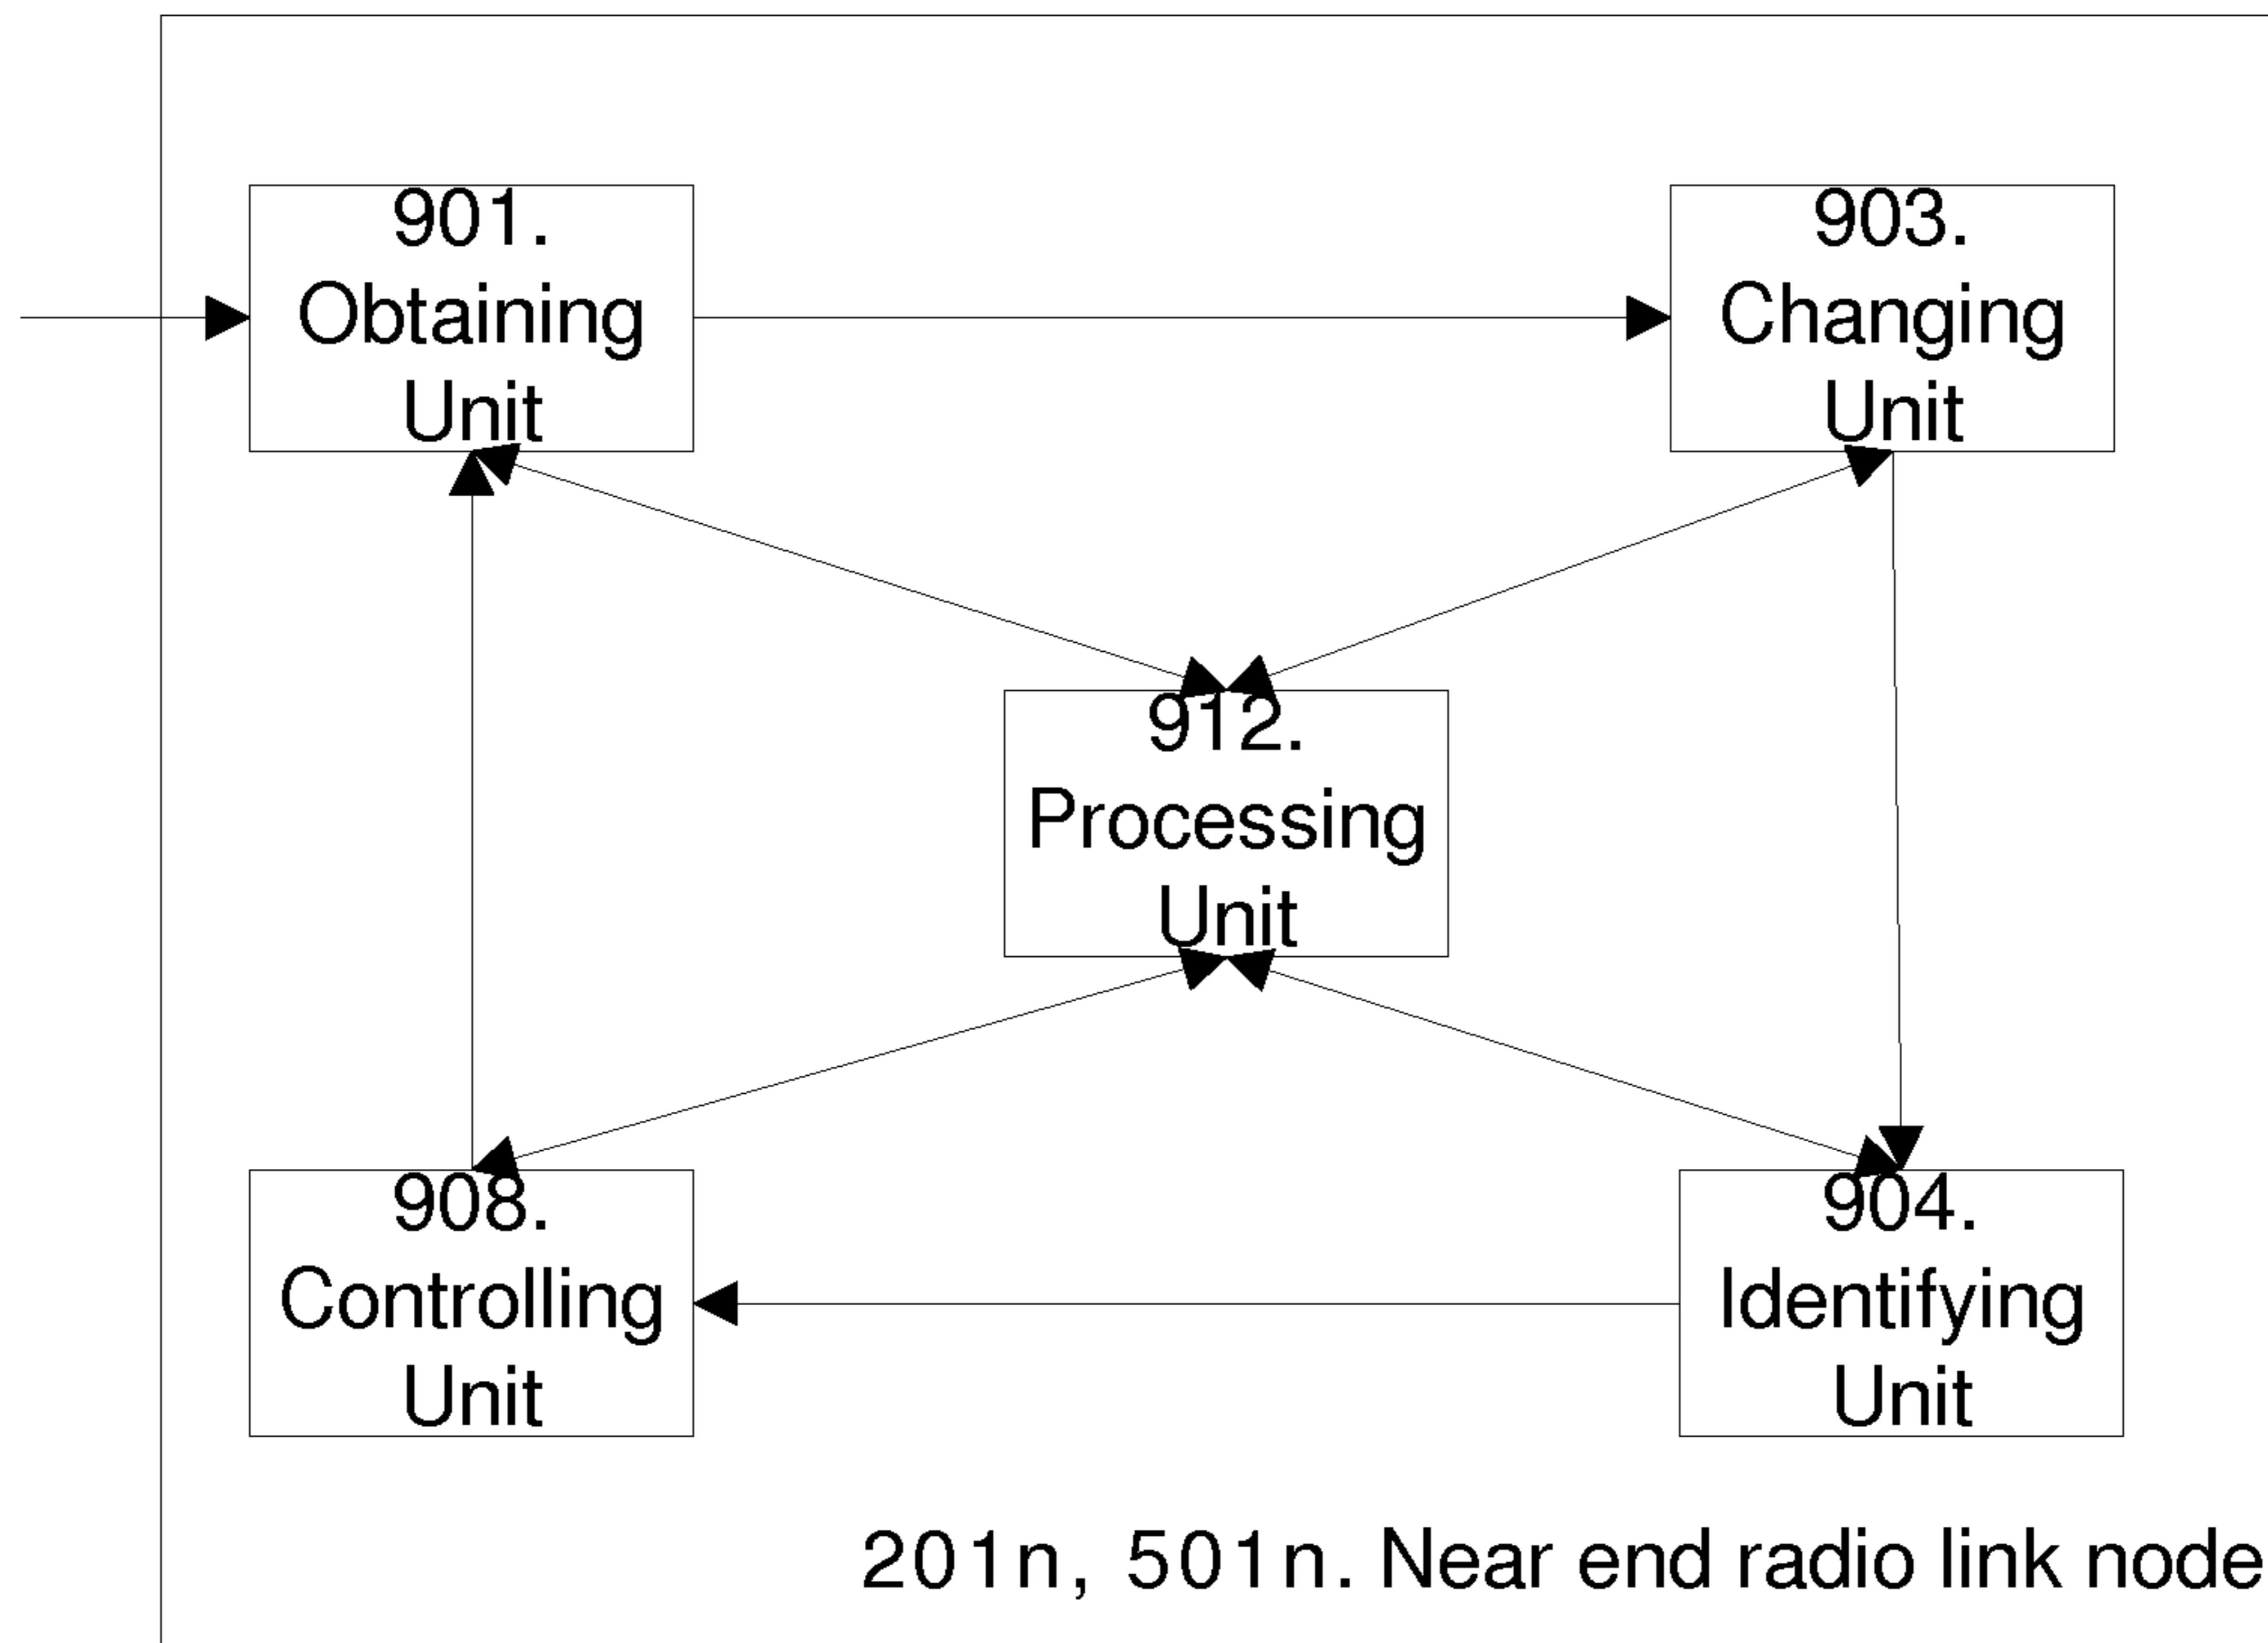 901.
Obtaining
Unit
903.
Changing
Unit
912.
Processing
Unit
908.
Controlling
Unit
904.
Identifying
Unit
201n, 501n. Near end radio link node